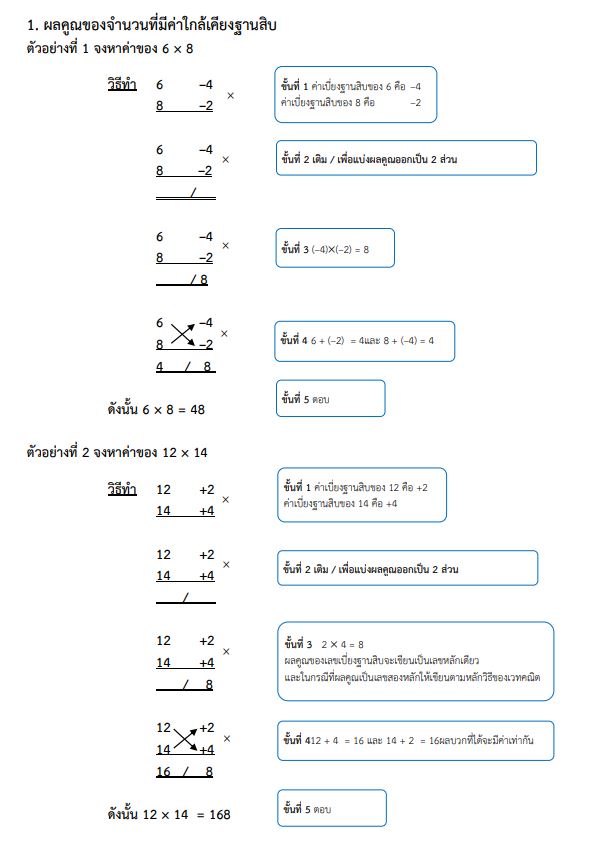 1. ผลคูณของจำนวนที่มีค่าใกล้เคียงฐานสิบ
ตัวอย่างที่ 1 จงหาค่าของ 6 × 8
วิธีทำ 6 –4
8 –2 ×
ขั้นที่ 1 ค่าเบี่ยงฐานสิบของ 6 คือ –4
ค่าเบี่ยงฐานสิบของ 8 คือ –2
6 –4
8 –2 ×
/
ขั้นที่ 2 เติม / เพื่อแบ่งผลคูณออกเป็น 2 ส่วน
6 –4
8 –2 ×
/ 8
ขั้นที่ 3 (–4)×(–2) = 8
6 –4
8 –2 ×
4 / 8
ขั้นที่ 4 6 + (–2) = 4และ 8 + (–4) = 4
ดังนั้น 6 × 8 = 48
ขั้นที่ 5 ตอบ
ตัวอย่างที่ 2 จงหาค่าของ 12 × 14
วิธีทำ 12 +2
14 +4 ×
ขั้นที่ 1 ค่าเบี่ยงฐานสิบของ 12 คือ +2
ค่าเบี่ยงฐานสิบของ 14 คือ +4
12 +2
14 +4 ×
/
ขั้นที่ 2 เติม / เพื่อแบ่งผลคูณออกเป็น 2 ส่วน
12 +2
14 +4 ×
/ 8
ขั้นที่ 3 2 × 4 = 8
ผลคูณของเลขเบี่ยงฐานสิบจะเขียนเป็นเลขหลักเดียว
และในกรณีที่ผลคูณเป็นเลขสองหลักให้เขียนตามหลักวิธีของเวทคณิต
12 +2
14 +4 ×
16 / 8
ขั้นที่ 412 + 4 = 16 และ 14 + 2 = 16ผลบวกที่ได้จะมีค่าเท่ากัน
ดังนั้น 12 × 14 = 168
ขั้นที่ 5 ตอบ